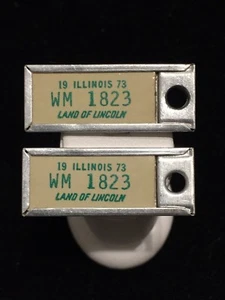 19 ILLINOIS 73
WM 1823
LAND OF LINCOLN
19 ILLINOIS 73
WM 1823
LAND OF LINCOLN